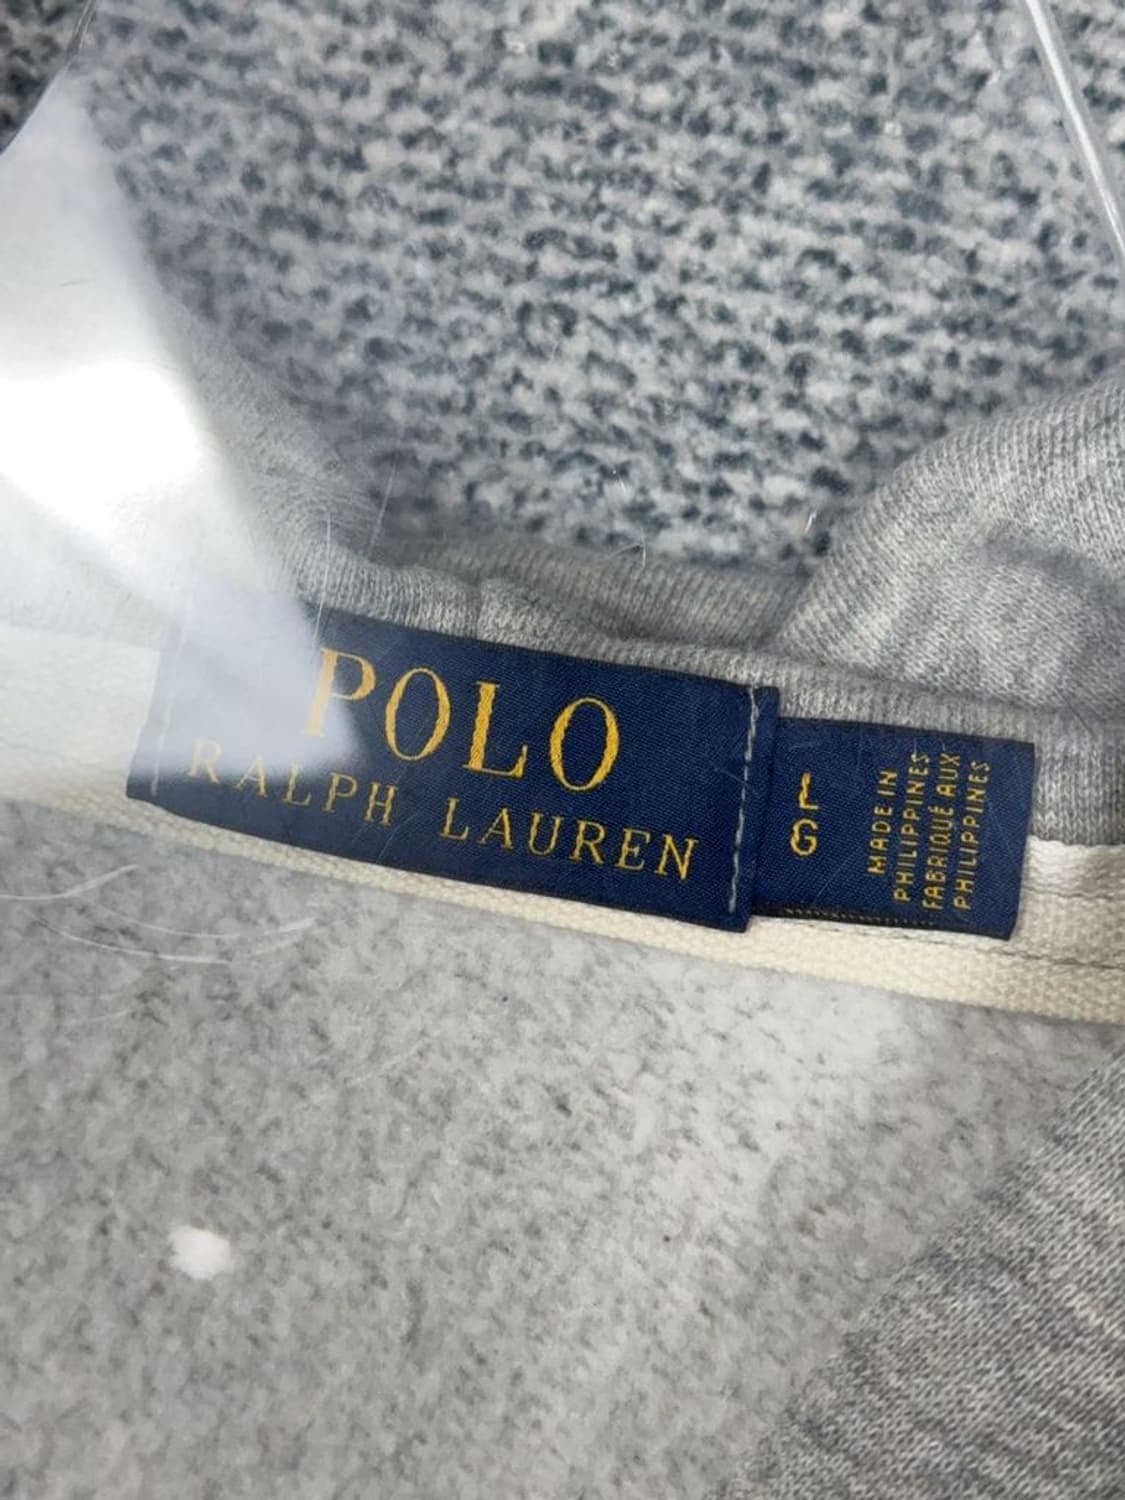 POLO
RALPH LAUREN
L
G
MADE IN
PHILIPPINES
FABRIQUÉ AUX
PHILIPPINES